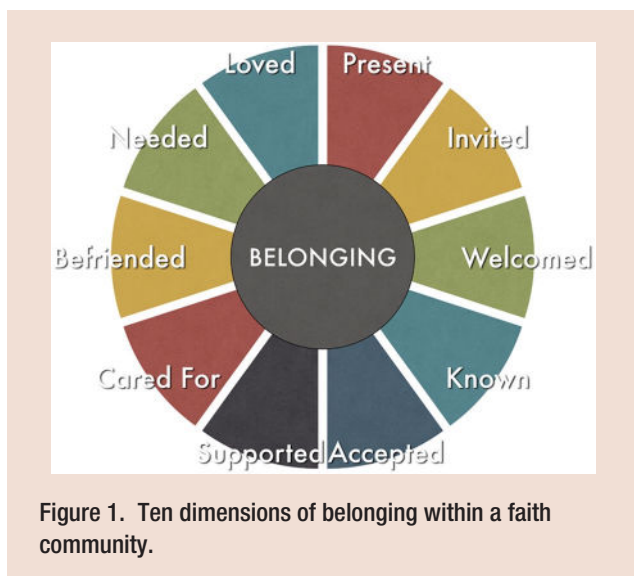 Loved
Present
Needed
Invited
Befriended
BELONGING
Welcomed
Cared For
Known
Supported
Accepted
Figure 1. Ten dimensions of belonging within a faith
community.